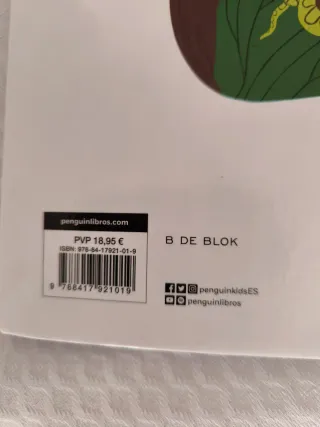 penguinlibros.com
PVP 18,95 €
ISBN: 978-84-17921-01-9
9 788417 921019
B DE BLOK
penguinkidsES
penguinlibros